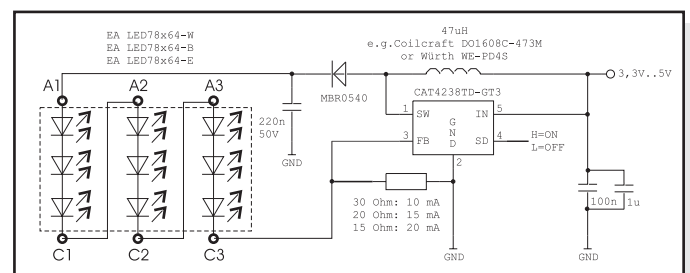 47uH
EA LED78x64-W
e.g.Coilcraft DO1608C-473M
EA LED78x64-B
or Würth WE-PD4S
EA LED78x64-E
3,3V..5V
A1
A2
A3
MBR0540
CAT4238TD-GT3
1
SW
IN
5
220n
50V
G
N
D
3
FB
SD
4
H=ON
L=OFF
GND
2
30 Ohm: 10 mA
20 Ohm: 15 mA
15 Ohm: 20 mA
100n
1u
C1
C2
C3
GND
GND